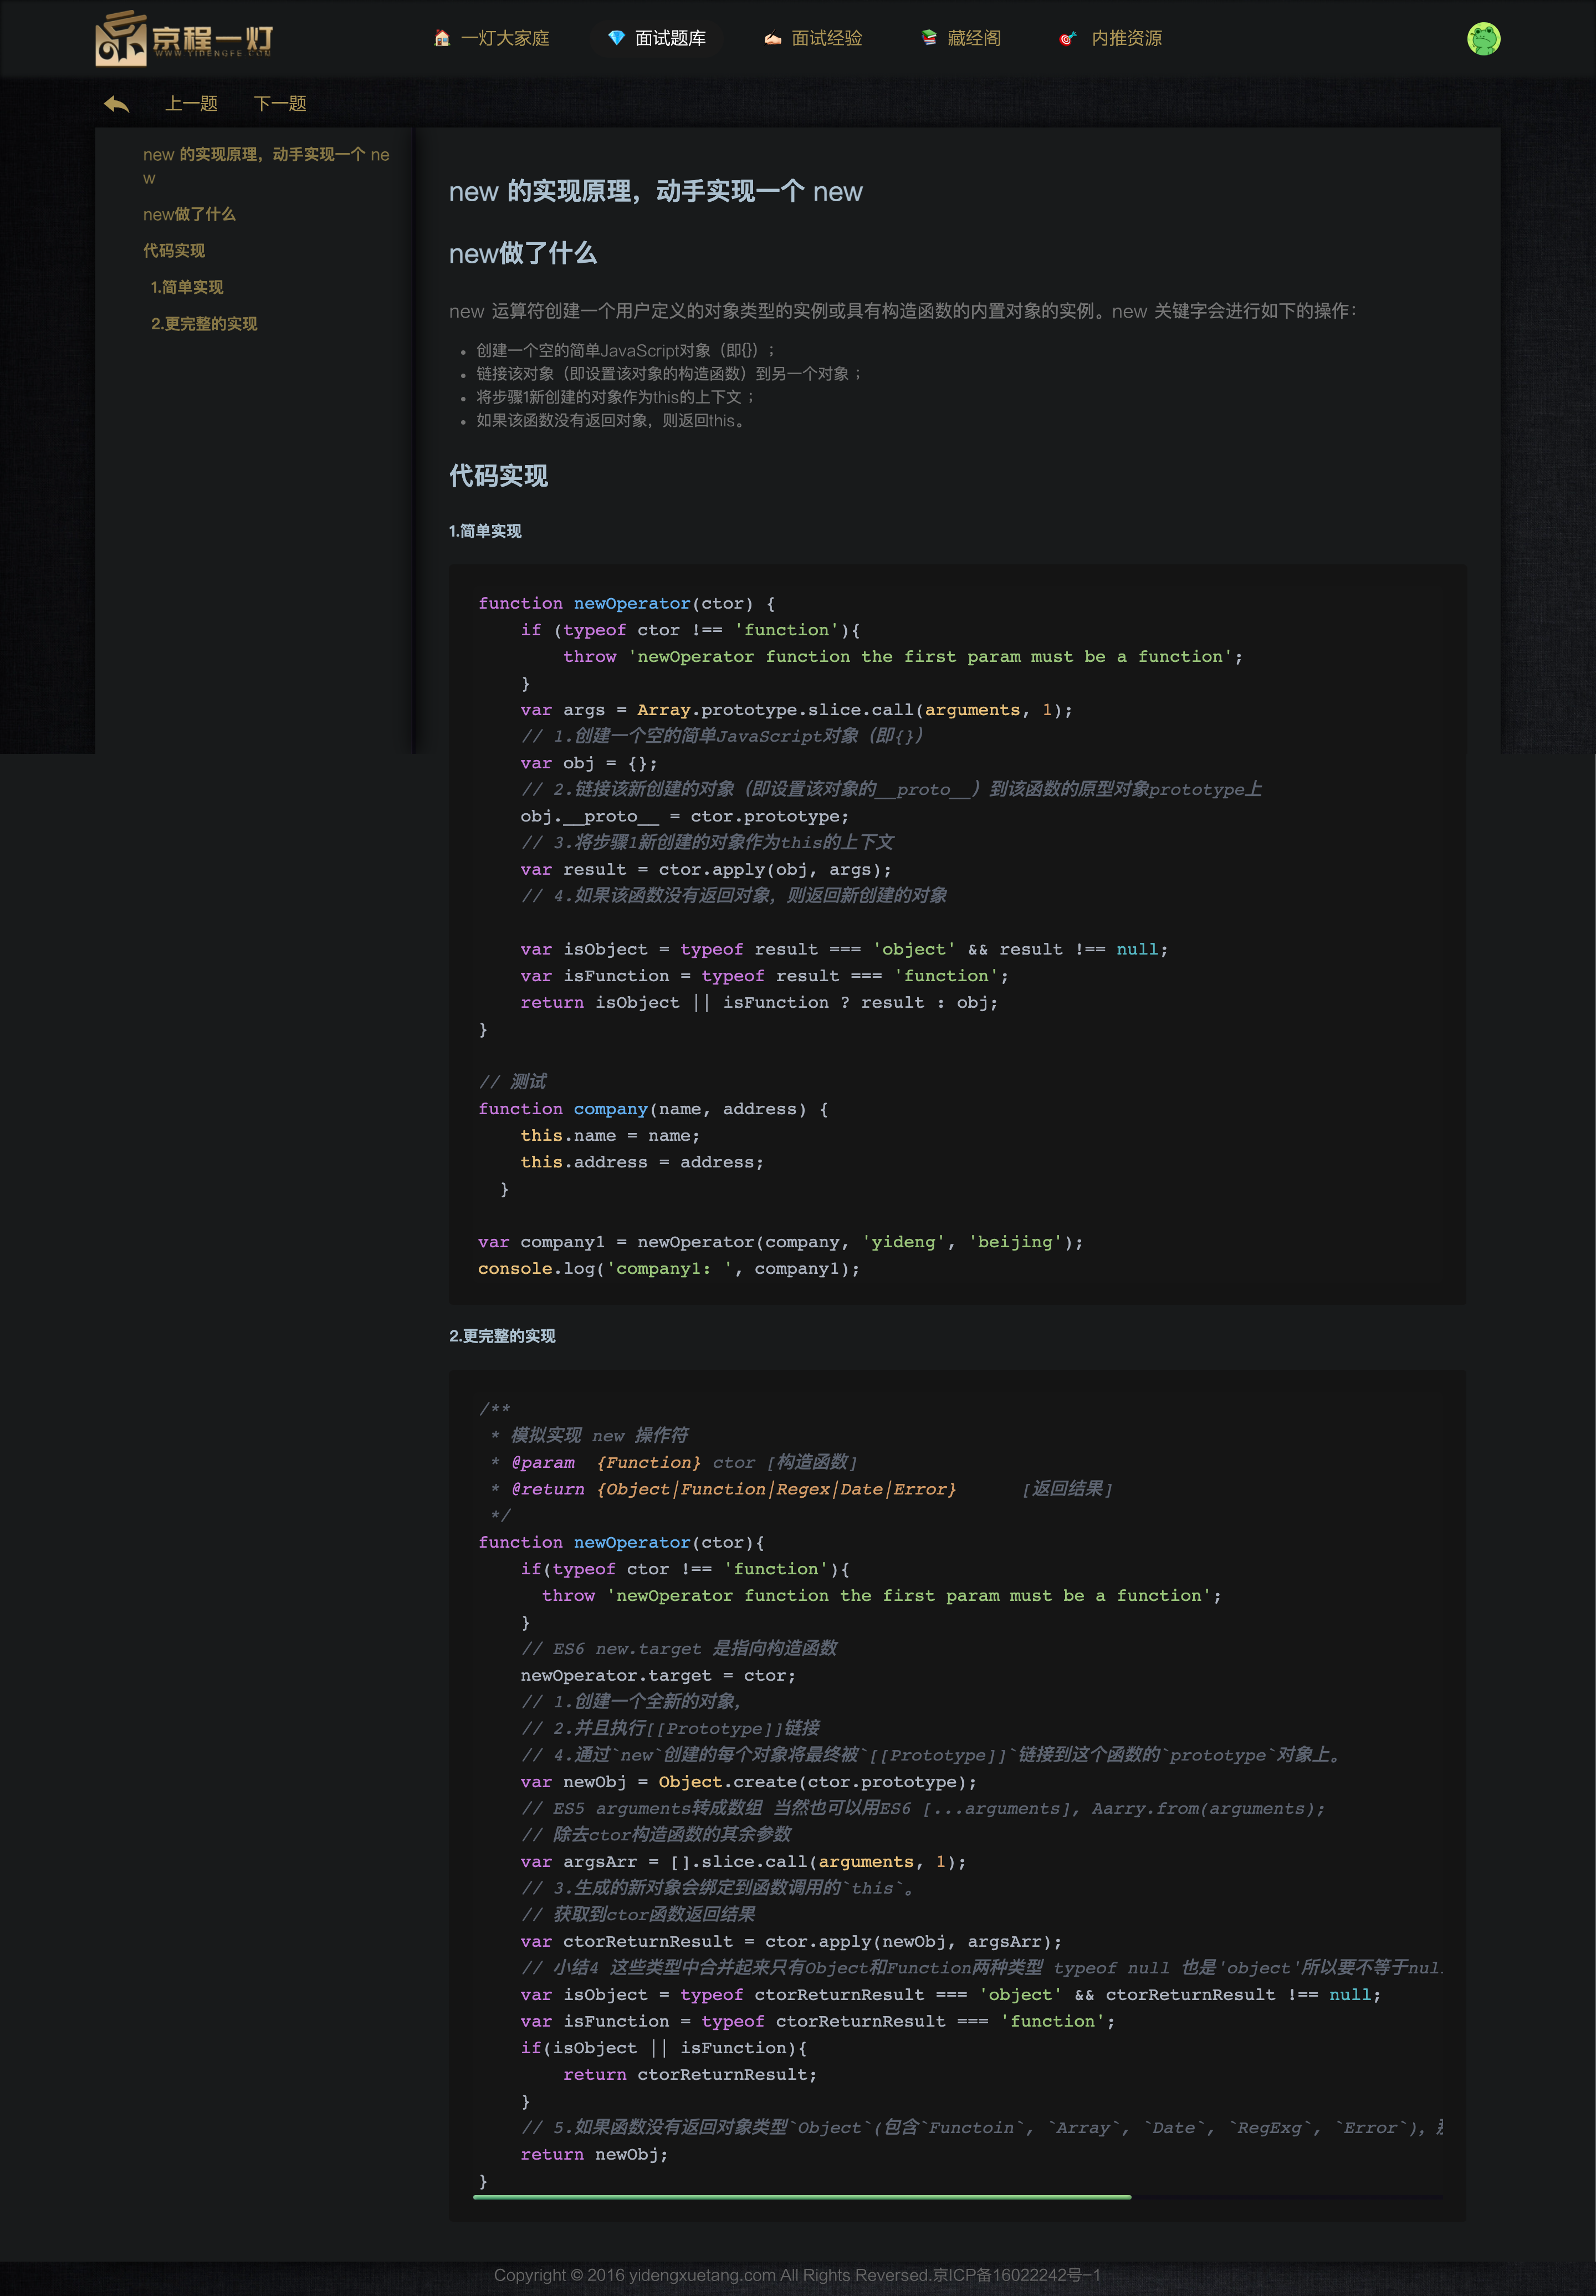 京程一灯
WWW.YIDENGFE.COM
一灯大家庭
面试题库
面试经验
藏经阁
内推资源
上一题
下一题
new 的实现原理，动手实现一个 ne
w
new做了什么
代码实现
1.简单实现
2.更完整的实现
new 的实现原理，动手实现一个 new
new做了什么
new 运算符创建一个用户定义的对象类型的实例或具有构造函数的内置对象的实例。new 关键字会进行如下的操作：
• 创建一个空的简单JavaScript对象（即{}）；
• 链接该对象（即设置该对象的构造函数）到另一个对象 ；
• 将步骤1新创建的对象作为this的上下文 ；
• 如果该函数没有返回对象，则返回this。
代码实现
1.简单实现
function newOperator(ctor) {
    if (typeof ctor !== 'function'){
        throw 'newOperator function the first param must be a function';
    }
    var args = Array.prototype.slice.call(arguments, 1);
    // 1.创建一个空的简单JavaScript对象（即{}）
    var obj = {};
    // 2.链接该新创建的对象（即设置该对象的__proto__）到该函数的原型对象prototype上
    obj.__proto__ = ctor.prototype;
    // 3.将步骤1新创建的对象作为this的上下文
    var result = ctor.apply(obj, args);
    // 4.如果该函数没有返回对象，则返回新创建的对象
    var isObject = typeof result === 'object' && result !== null;
    var isFunction = typeof result === 'function';
    return isObject || isFunction ? result : obj;
}
// 测试
function company(name, address) {
    this.name = name;
    this.address = address;
  }
var company1 = newOperator(company, 'yideng', 'beijing');
console.log('company1: ', company1);
2.更完整的实现
/**
 * 模拟实现 new 操作符
 * @param  {Function} ctor [构造函数]
 * @return {Object|Function|Regex|Date|Error}      [返回结果]
 */
function newOperator(ctor){
    if(typeof ctor !== 'function'){
      throw 'newOperator function the first param must be a function';
    }
    // ES6 new.target 是指向构造函数
    newOperator.target = ctor;
    // 1.创建一个全新的对象，
    // 2.并且执行[[Prototype]]链接
    // 4.通过`new`创建的每个对象将最终被`[[Prototype]]`链接到这个函数的`prototype`对象上。
    var newObj = Object.create(ctor.prototype);
    // ES5 arguments转成数组 当然也可以用ES6 [...arguments], Aarry.from(arguments);
    // 除去ctor构造函数的其余参数
    var argsArr = [].slice.call(arguments, 1);
    // 3.生成的新对象会绑定到函数调用的`this`。
    // 获取到ctor函数返回结果
    var ctorReturnResult = ctor.apply(newObj, argsArr);
    // 小结4 这些类型中合并起来只有Object和Function两种类型 typeof null 也是'object'所以要不等于nul
    var isObject = typeof ctorReturnResult === 'object' && ctorReturnResult !== null;
    var isFunction = typeof ctorReturnResult === 'function';
    if(isObject || isFunction){
        return ctorReturnResult;
    }
    // 5.如果函数没有返回对象类型`Object`(包含`Functoin`, `Array`, `Date`, `RegExg`, `Error`)，
    return newObj;
}
Copyright © 2016 yidengxuetang.com All Rights Reversed.京ICP备16022242号-1